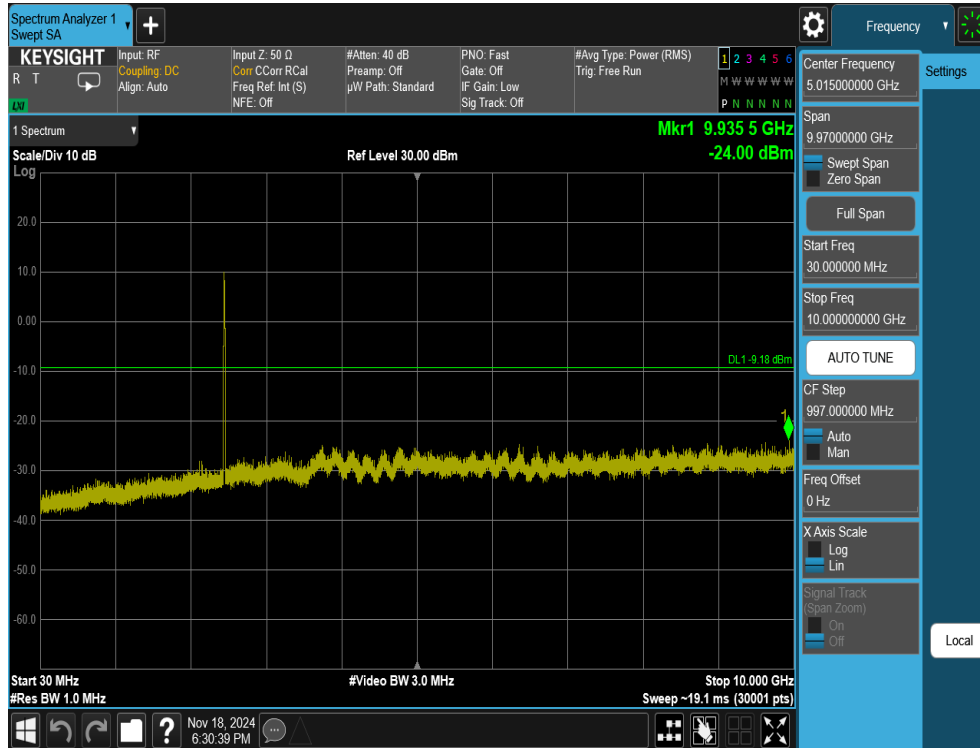 Spectrum Analyzer 1
Swept SA
Frequency
KEYSIGHT
R T
LXI
Input: RF
Coupling: DC
Align: Auto
Input Z: 50 Ω
Corr CCorr RCal
Freq Ref: Int (S)
NFE: Off
#Atten: 40 dB
Preamp: Off
µW Path: Standard
PNO: Fast
Gate: Off
IF Gain: Low
Sig Track: Off
#Avg Type: Power (RMS)
Trig: Free Run
1 2 3 4 5 6
M W W W W W
P N N N N N
1 Spectrum
Mkr1 9.935 5 GHz
-24.00 dBm
Scale/Div 10 dB
Ref Level 30.00 dBm
Log
20.0
10.0
0.00
DL1 -9.18 dBm
-10.0
-20.0
1
-30.0
-40.0
-50.0
-60.0
Start 30 MHz
#Video BW 3.0 MHz
Stop 10.000 GHz
#Res BW 1.0 MHz
Sweep ~19.1 ms (30001 pts)
Center Frequency
5.015000000 GHz
Settings
Span
9.97000000 GHz
Swept Span
Zero Span
Full Span
Start Freq
30.000000 MHz
Stop Freq
10.000000000 GHz
AUTO TUNE
CF Step
997.000000 MHz
Auto
Man
Freq Offset
0 Hz
X Axis Scale
Log
Lin
Signal Track
(Span Zoom)
On
Off
Local
?
Nov 18, 2024
6:30:39 PM